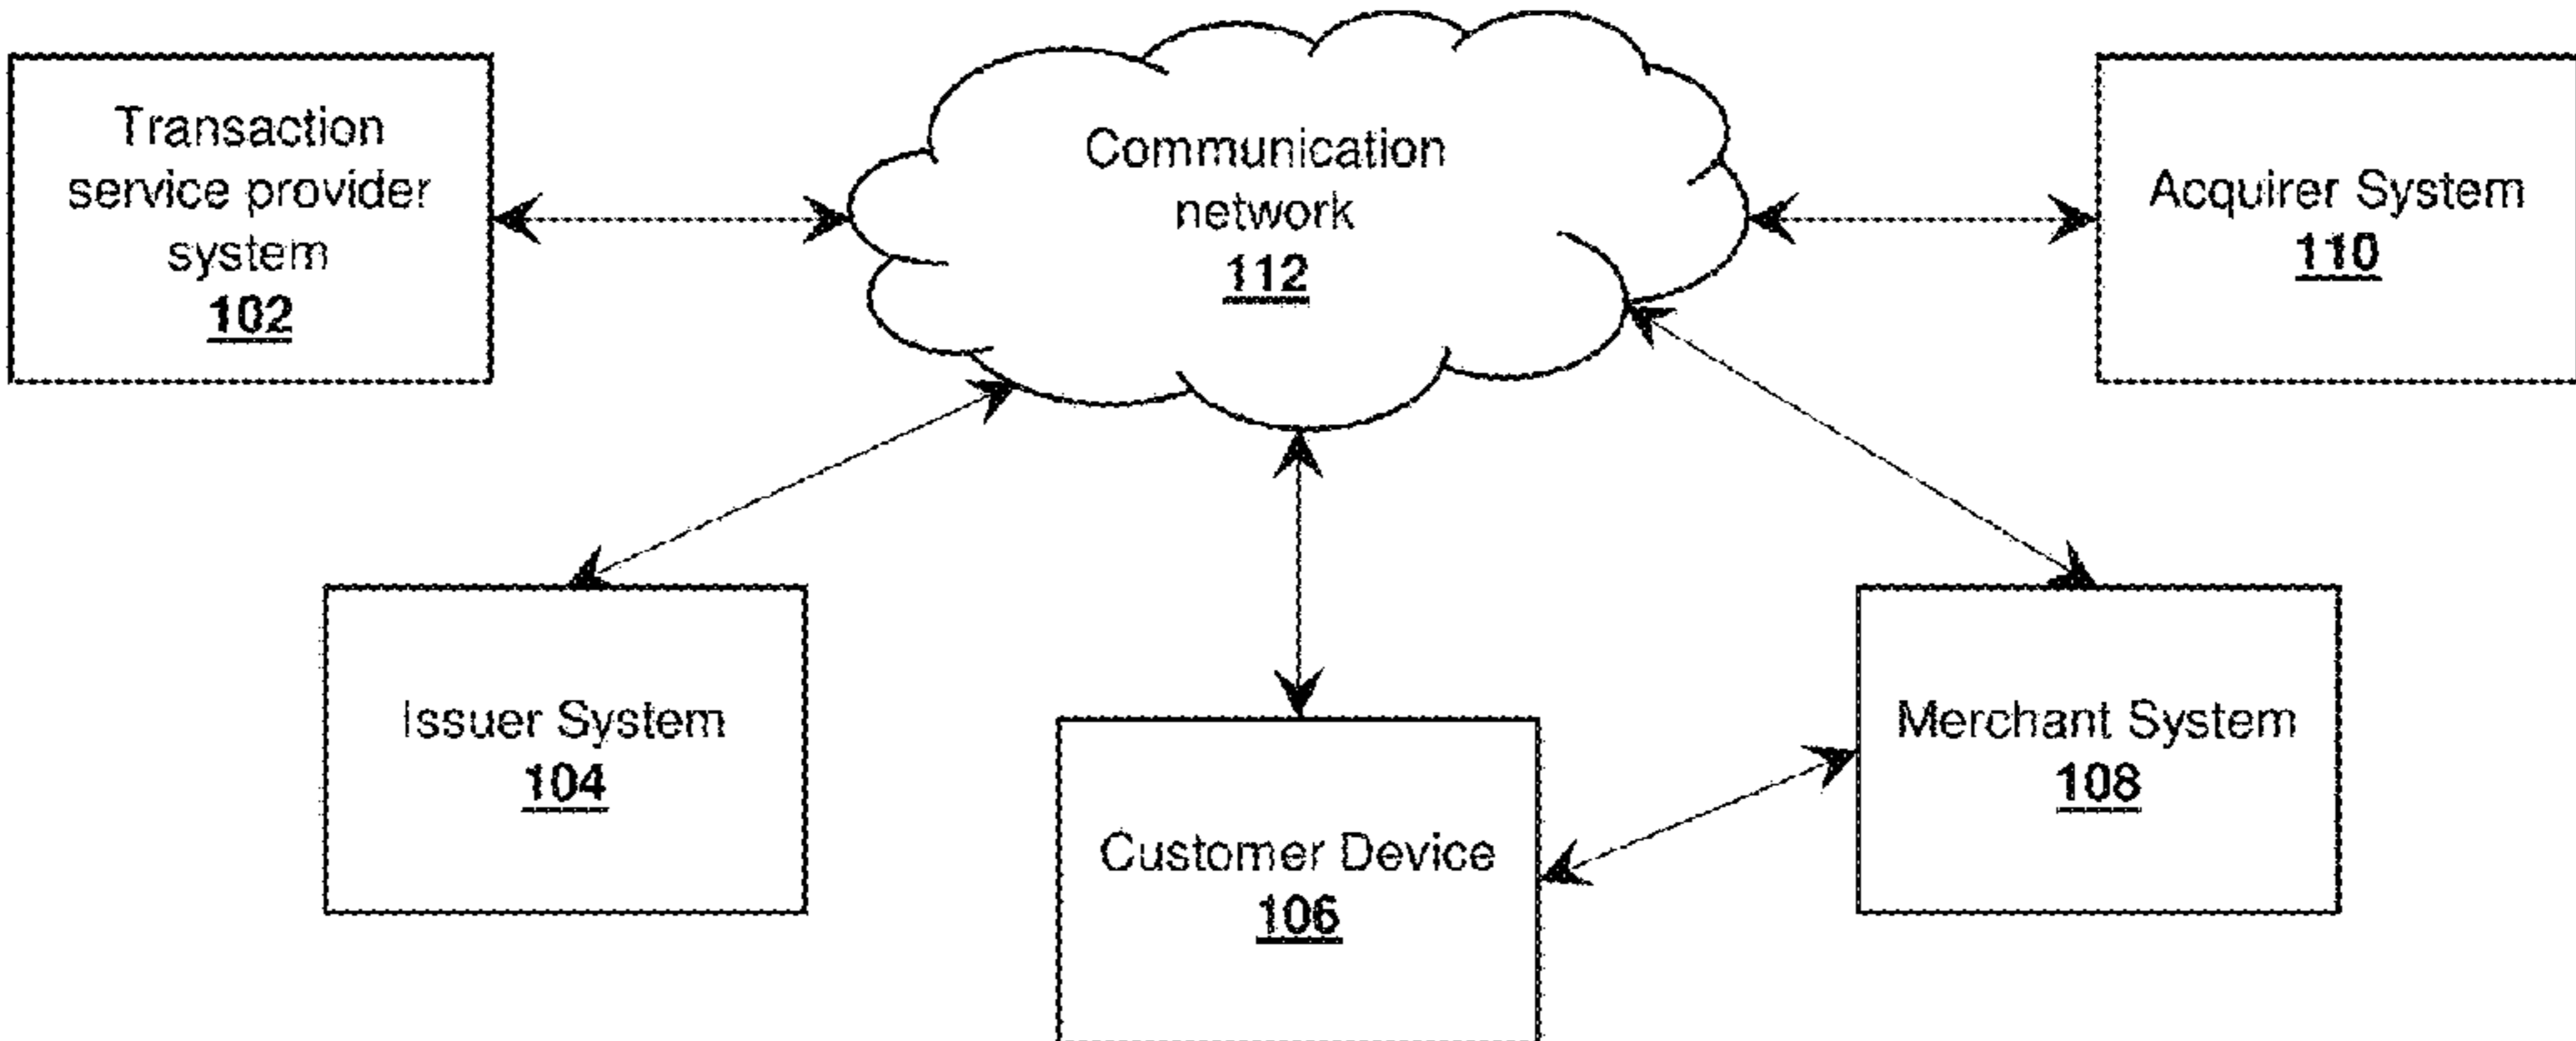 Transaction
service provider
system
102
Communication
network
112
Acquirer System
110
Issuer System
104
Customer Device
106
Merchant System
108